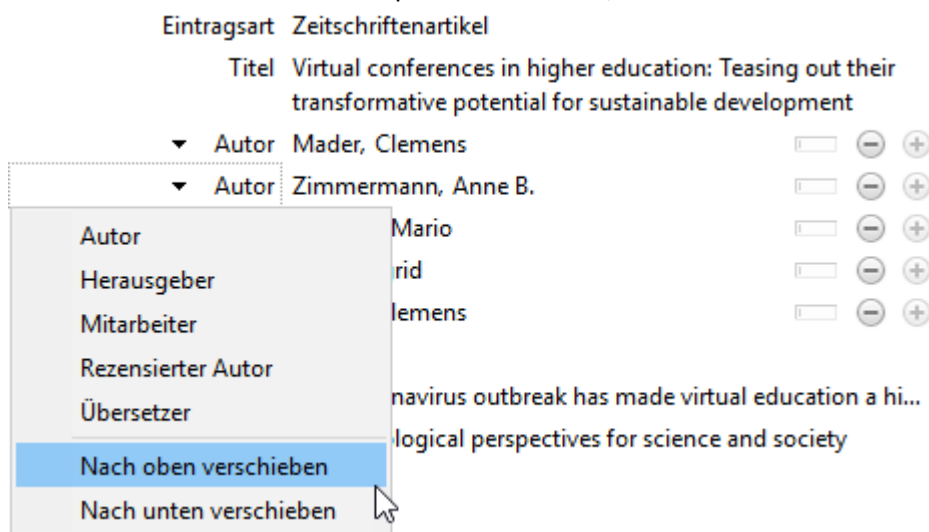 Eintragsart Zeitschriftenartikel
Titel Virtual conferences in higher education: Teasing out their
transformative potential for sustainable development
Autor Mader, Clemens
Autor Zimmermann, Anne B.
Autor
Mario
Herausgeber
rid
Mitarbeiter
lemens
Rezensierter Autor
Übersetzer
navirus outbreak has made virtual education a hi...
ological perspectives for science and society
Nach oben verschieben
Nach unten verschieben